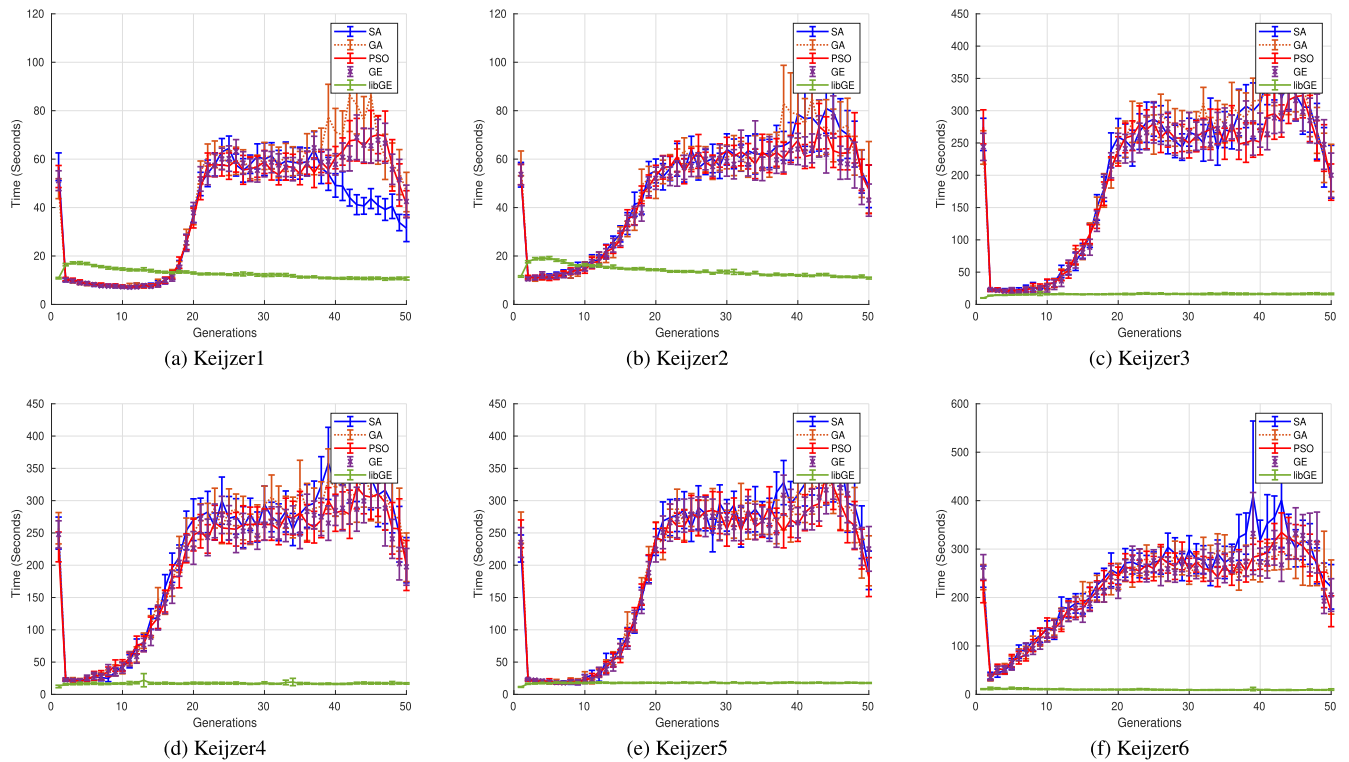 120
100
80
60
40
20
0
Time (Seconds)
SA
GA
PSO
GE
libGE
0 10 20 30 40 50
Generations
(a) Keijzer1
120
100
80
60
40
20
0
Time (Seconds)
SA
GA
PSO
GE
libGE
0 10 20 30 40 50
Generations
(b) Keijzer2
450
400
350
300
250
200
150
100
50
0
Time (Seconds)
SA
GA
PSO
GE
libGE
0 10 20 30 40 50
Generations
(c) Keijzer3
450
400
350
300
250
200
150
100
50
0
Time (Seconds)
SA
GA
PSO
GE
libGE
0 10 20 30 40 50
Generations
(d) Keijzer4
450
400
350
300
250
200
150
100
50
0
Time (Seconds)
SA
GA
PSO
GE
libGE
0 10 20 30 40 50
Generations
(e) Keijzer5
600
500
400
300
200
100
0
Time (Seconds)
SA
GA
PSO
GE
libGE
0 10 20 30 40 50
Generations
(f) Keijzer6